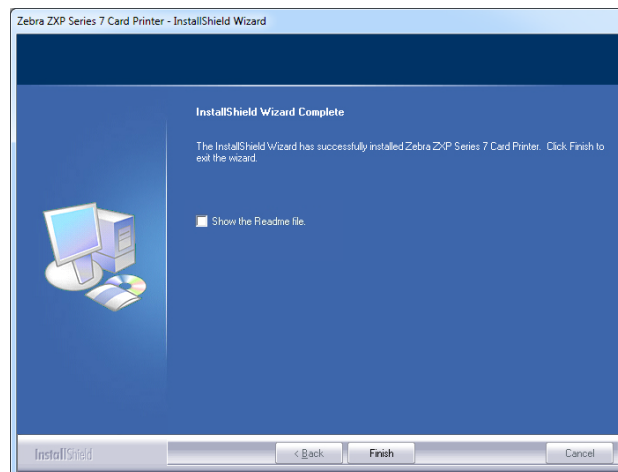 Zebra ZXP Series 7 Card Printer - InstallShield Wizard
InstallShield Wizard Complete
The InstallShield Wizard has successfully installed Zebra ZXP Series 7 Card Printer. Click Finish to
exit the wizard.
Show the Readme file.
InstallShield
< Back
Finish
Cancel